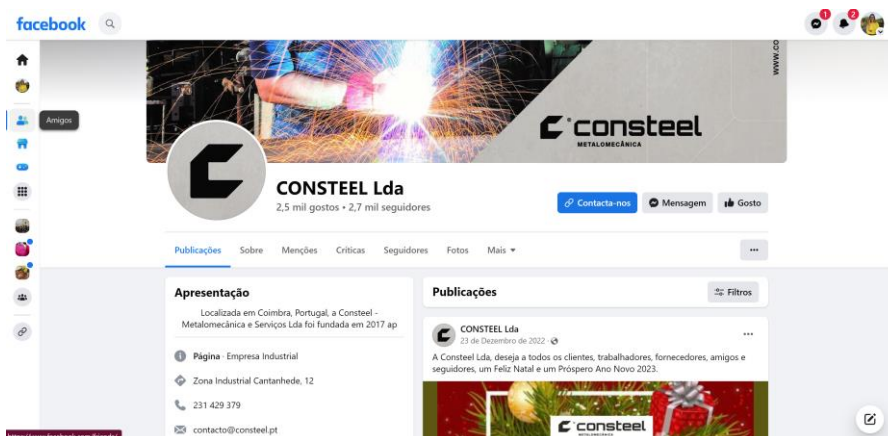 facebook
1
2
www.co
Amigos
consteel
METALOMECÂNICA
CONSTEEL Lda
2,5 mil gostos • 2,7 mil seguidores
Contacta-nos
Mensagem
Gosto
Publicações Sobre Menções Críticas Seguidores Fotos Mais
Apresentação
Localizada em Coimbra, Portugal, a Consteel -
Metalomecânica e Serviços Lda foi fundada em 2017 ap
Página · Empresa Industrial
Zona Industrial Cantanhede, 12
231 429 379
contacto@consteel.pt
Publicações
Filtros
CONSTEEL Lda
23 de Dezembro de 2022 ·
A Consteel Lda, deseja a todos os clientes, trabalhadores, fornecedores, amigos e
seguidores, um Feliz Natal e um Próspero Ano Novo 2023.
consteel
METALOMECÂNICA